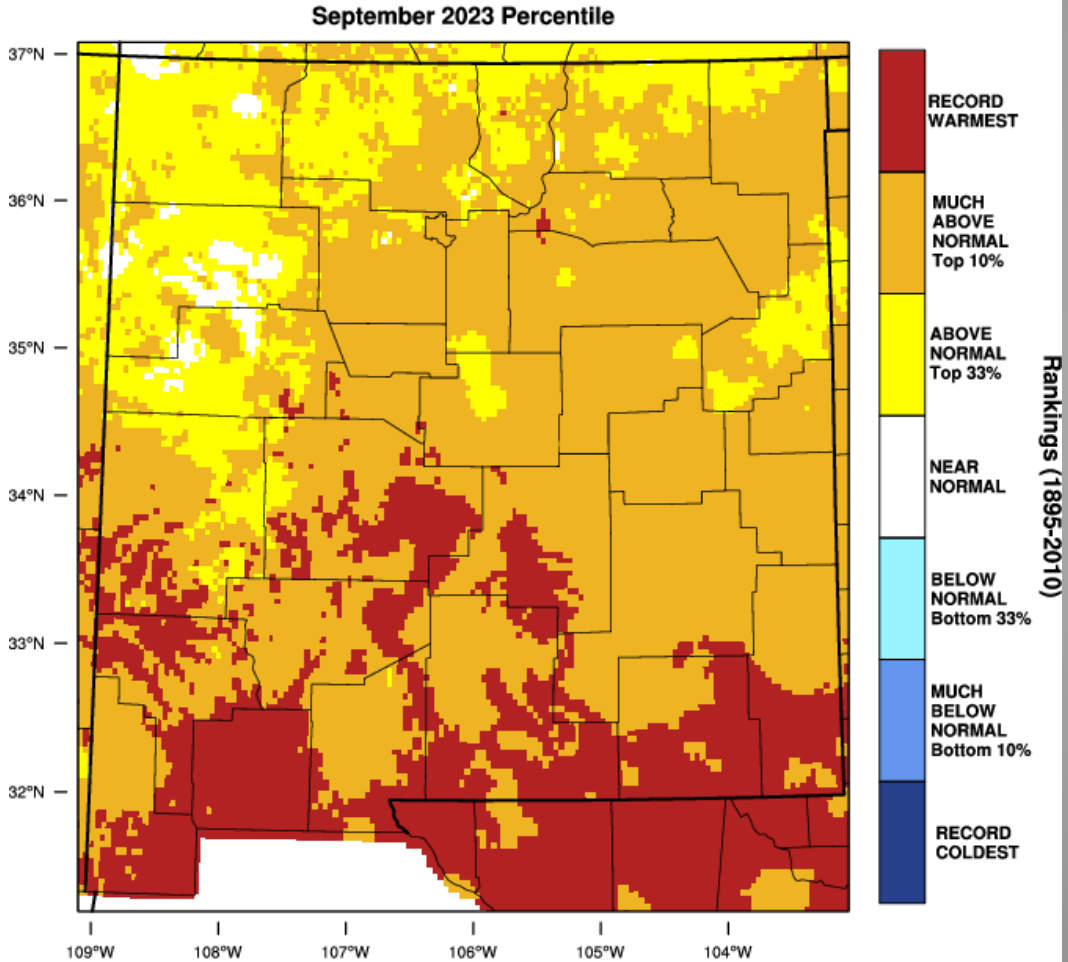 September 2023 Percentile
37°N
36°N
35°N
34°N
33°N
32°N
109°W
108°W
107°W
106°W
105°W
104°W
RECORD
WARMEST
MUCH
ABOVE
NORMAL
Top 10%
ABOVE
NORMAL
Top 33%
NEAR
NORMAL
BELOW
NORMAL
Bottom 33%
MUCH
BELOW
NORMAL
Bottom 10%
RECORD
COLDEST
Rankings (1895-2010)